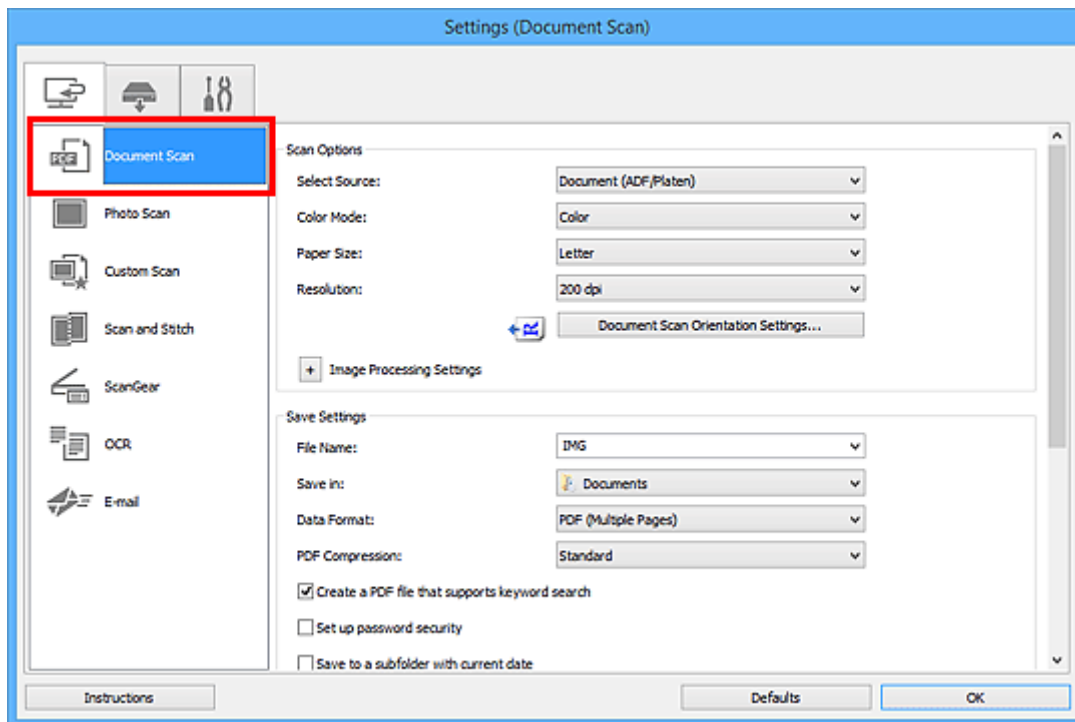 Settings (Document Scan)
PDF
Document Scan
Photo Scan
Custom Scan
Scan and Stitch
ScanGear
OCR
E-mail
Scan Options
Select Source: Document (ADF/Platen)
Color Mode: Color
Paper Size: Letter
Resolution: 200 dpi
R Document Scan Orientation Settings...
+ Image Processing Settings
Save Settings
File Name: IMG
Save in: Documents
Data Format: PDF (Multiple Pages)
PDF Compression: Standard
Create a PDF file that supports keyword search
Set up password security
Save to a subfolder with current date
Instructions Defaults OK